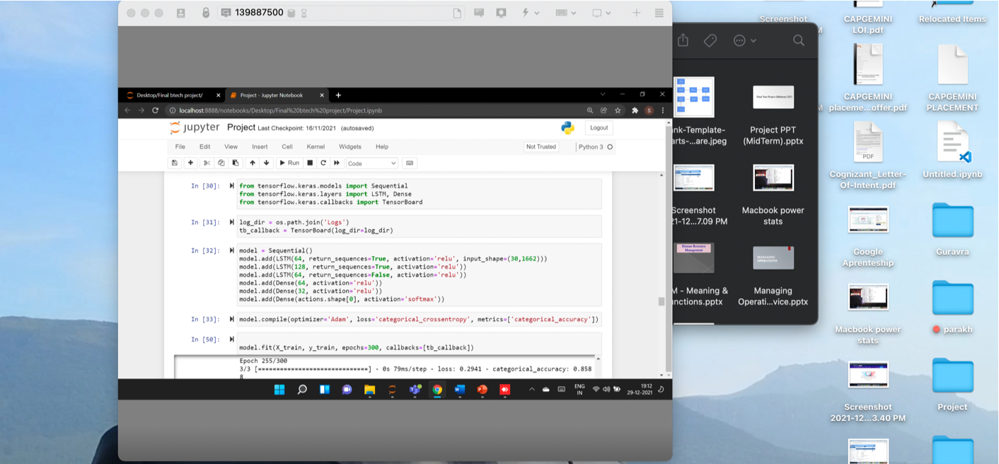 139887500
Desktop/Final btech project/
Project - Jupyter Notebook
localhost:8888/notebooks/Desktop/Final%20btech%20project/Project.ipynb
S
jupyter Project Last Checkpoint: 16/11/2021 (autosaved)
Logout
File Edit View Insert Cell Kernel Widgets Help
Not Trusted
Python 3
Run
Code
In [30]:
from tensorflow.keras.models import Sequential
from tensorflow.keras.layers import LSTM, Dense
from tensorflow.keras.callbacks import TensorBoard
In [31]:
log_dir = os.path.join('Logs')
tb_callback = TensorBoard(log_dir=log_dir)
In [32]:
model = Sequential()
model.add(LSTM(64, return_sequences=True, activation='relu', input_shape=(30,1662)))
model.add(LSTM(128, return_sequences=True, activation='relu'))
model.add(LSTM(64, return_sequences=False, activation='relu'))
model.add(Dense(64, activation='relu'))
model.add(Dense(32, activation='relu'))
model.add(Dense(actions.shape[0], activation='softmax'))
In [33]:
model.compile(optimizer='Adam', loss='categorical_crossentropy', metrics=['categorical_accuracy'])
In [50]:
model.fit(X_train, y_train, epochs=300, callbacks=[tb_callback])
Epoch 255/300
3/3 [==============================] - 0s 79ms/step - loss: 0.2941 - categorical_accuracy: 0.858
8
ENG
IN
19:12
29-12-2021
nk-Template-
arts-...are.jpeg
Final Year Project (Midterm) 2021
Project PPT
(MidTerm).pptx
Screenshot
21-12...7.09 PM
Macbook power
stats
Human Resource
Management
M - Meaning &
nctions.pptx
MANAGING
OPERATIONS
Managing
Operati...vice.pptx
Screenshot
M
M
CAPGEMINI
LOI.pdf
Relocated Items
CAPGEMINI
placeme...offer.pdf
CAPGEMINI
PLACEMENT
PDF
Cognizant_Letter-
Of-Intent.pdf
Untitled.ipynb
Google
Aprenteship
Guravra
Macbook power
stats
parakh
Screenshot
2021-12...3.40 PM
Project